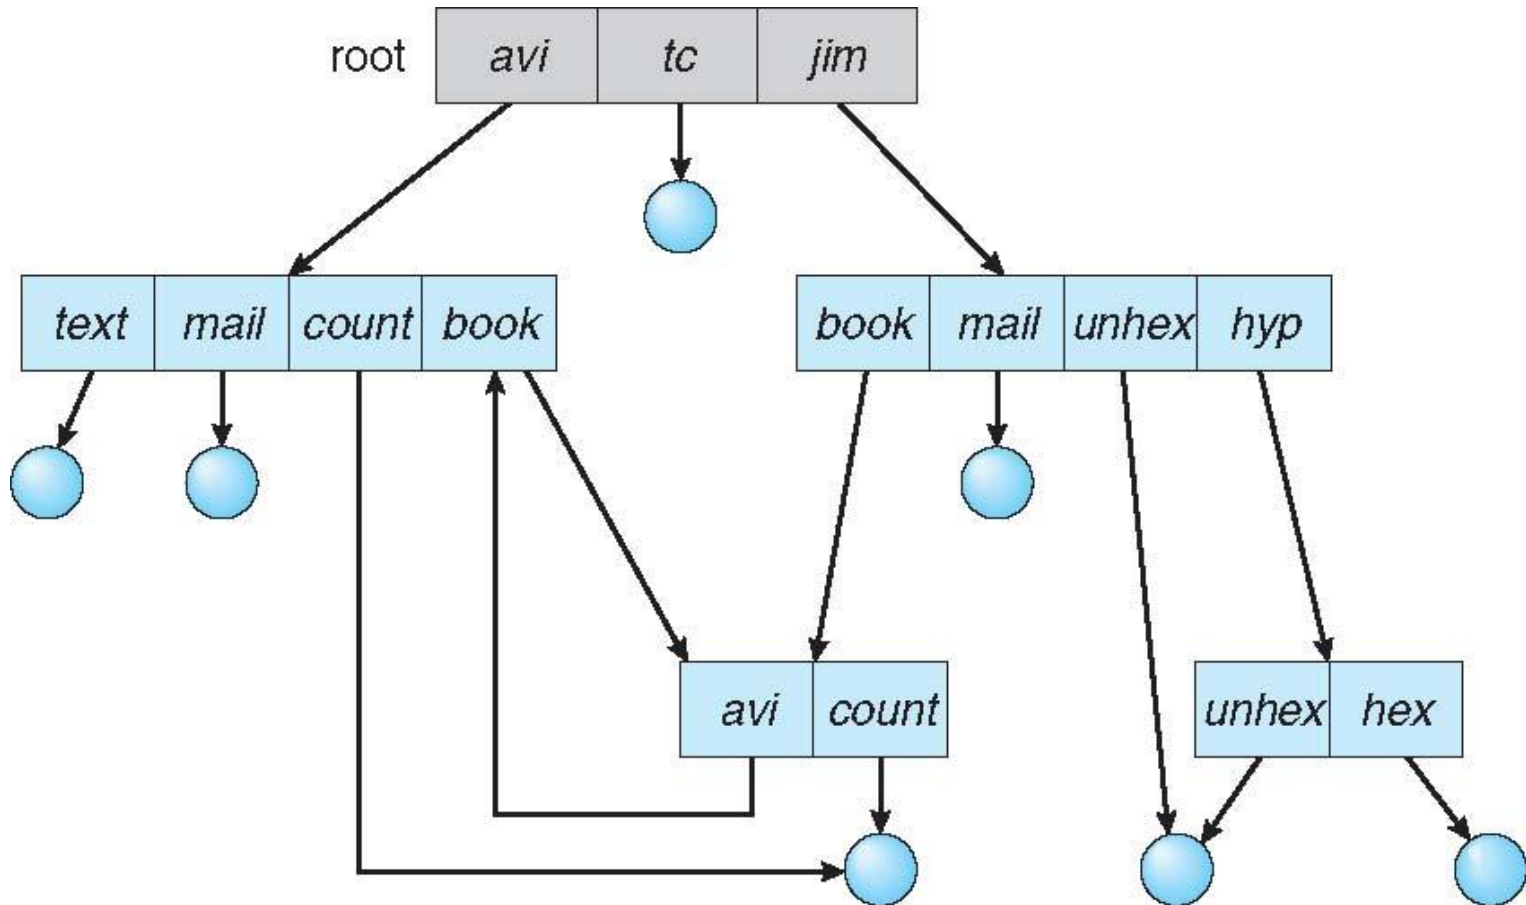 root avi tc jim
text mail count book
book mail unhex hyp
avi count
unhex hex